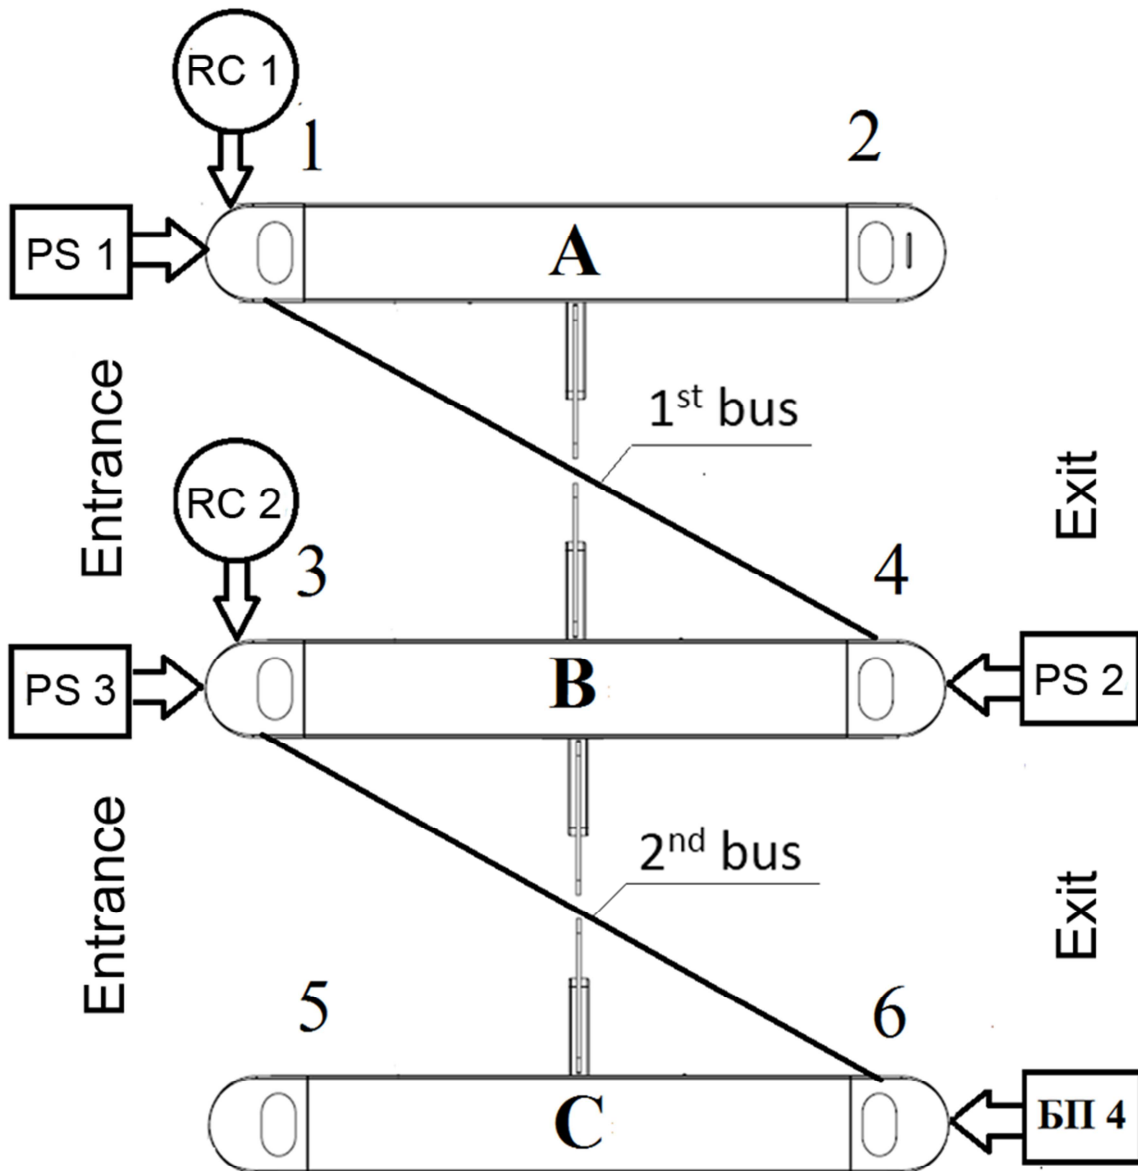 RC 1
1
2
PS 1
A
Entrance
1st bus
Exit
RC 2
3
4
PS 3
B
PS 2
Entrance
2nd bus
Exit
5
6
C
БП 4